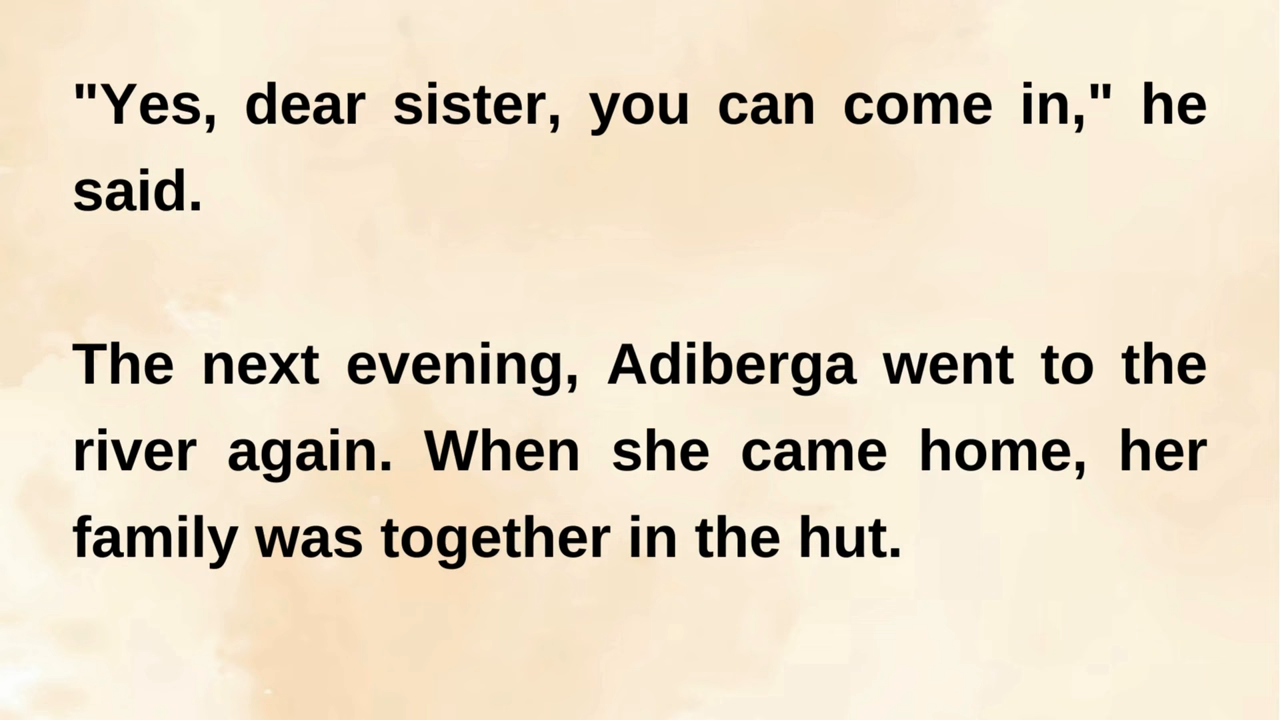 "Yes, dear sister, you can come in," he
said.
The next evening, Adiberga went to the
river again. When she came home, her
family was together in the hut.